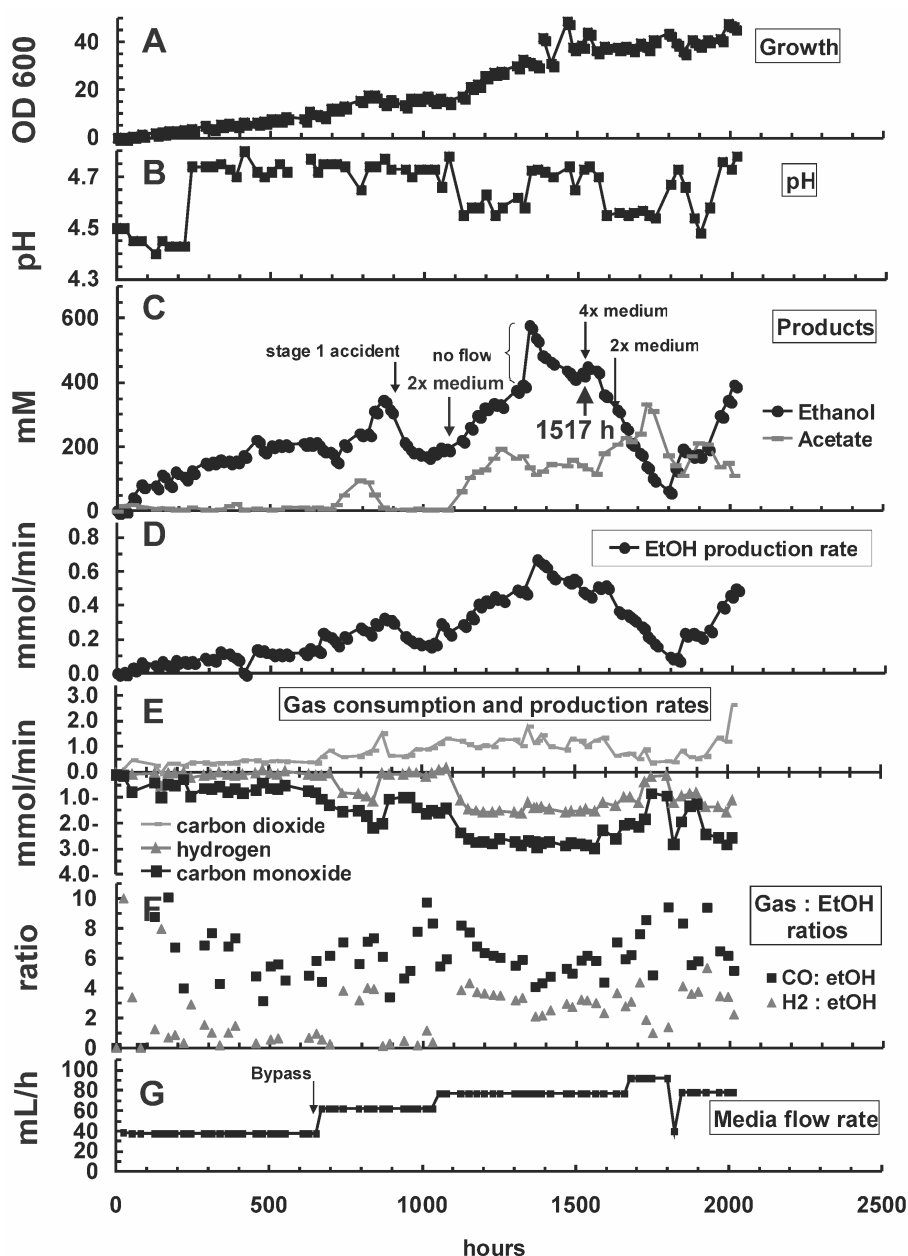 A
OD 600
40
20
0
Growth
B
pH
4.7
4.5
4.3
pH
C
mM
600
400
200
0
stage 1 accident
no flow
2x medium
4x medium
2x medium
1517 h
Products
Ethanol
Acetate
D
mmol/min
0.8
0.6
0.4
0.2
0.0
EtOH production rate
E
mmol/min
mmol/min
3.0
2.0
1.0
0.0
1.0
2.0
3.0
4.0
Gas consumption and production rates
carbon dioxide
hydrogen
carbon monoxide
F
ratio
10
8
6
4
2
0
Gas : EtOH
ratios
CO: etOH
H2 : etOH
G
mL/h
100
80
60
40
20
0
Bypass
Media flow rate
0 500 1000 1500 2000 2500
hours